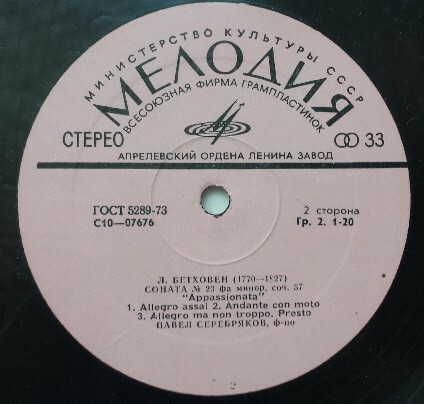 МИНИСТЕРСТВО КУЛЬТУРЫ СССР
МЕЛОДИЯ
ВСЕСОЮЗНАЯ ФИРМА ГРАМПЛАСТИНОК
СТЕРЕО
33
АПРЕЛЕВСКИЙ ОРДЕНА ЛЕНИНА ЗАВОД
ГОСТ 5289-73
2 сторона
С10—07676
Гр. 2. 1-20
Л. БЕТХОВЕН (1770—1827)
СОНАТА № 23 фа минор, соч. 57
"Appassionata"
1. Allegro assai 2. Andante con moto
3. Allegro ma non troppo. Presto
ПАВЕЛ СЕРЕБРЯКОВ, ф-но